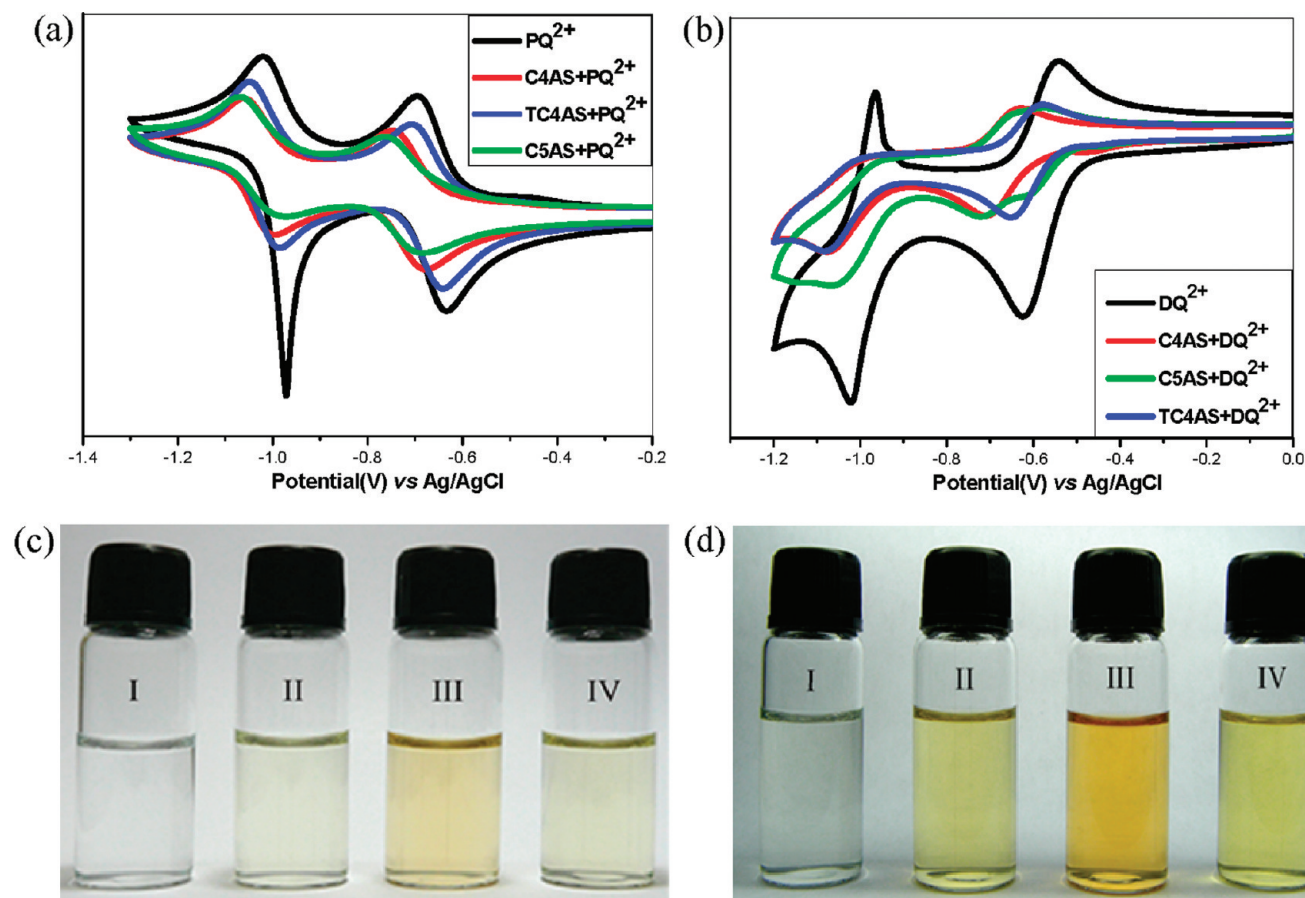 (a)
PQ²⁺
C4AS+PQ²⁺
TC4AS+PQ²⁺
C5AS+PQ²⁺
-1.4 -1.2 -1.0 -0.8 -0.6 -0.4 -0.2
Potential(V) vs Ag/AgCl
(b)
DQ²⁺
C4AS+DQ²⁺
C5AS+DQ²⁺
TC4AS+DQ²⁺
-1.2 -1.0 -0.8 -0.6 -0.4 -0.2 0.0
Potential(V) vs Ag/AgCl
(c)
I II III IV
(d)
I II III IV